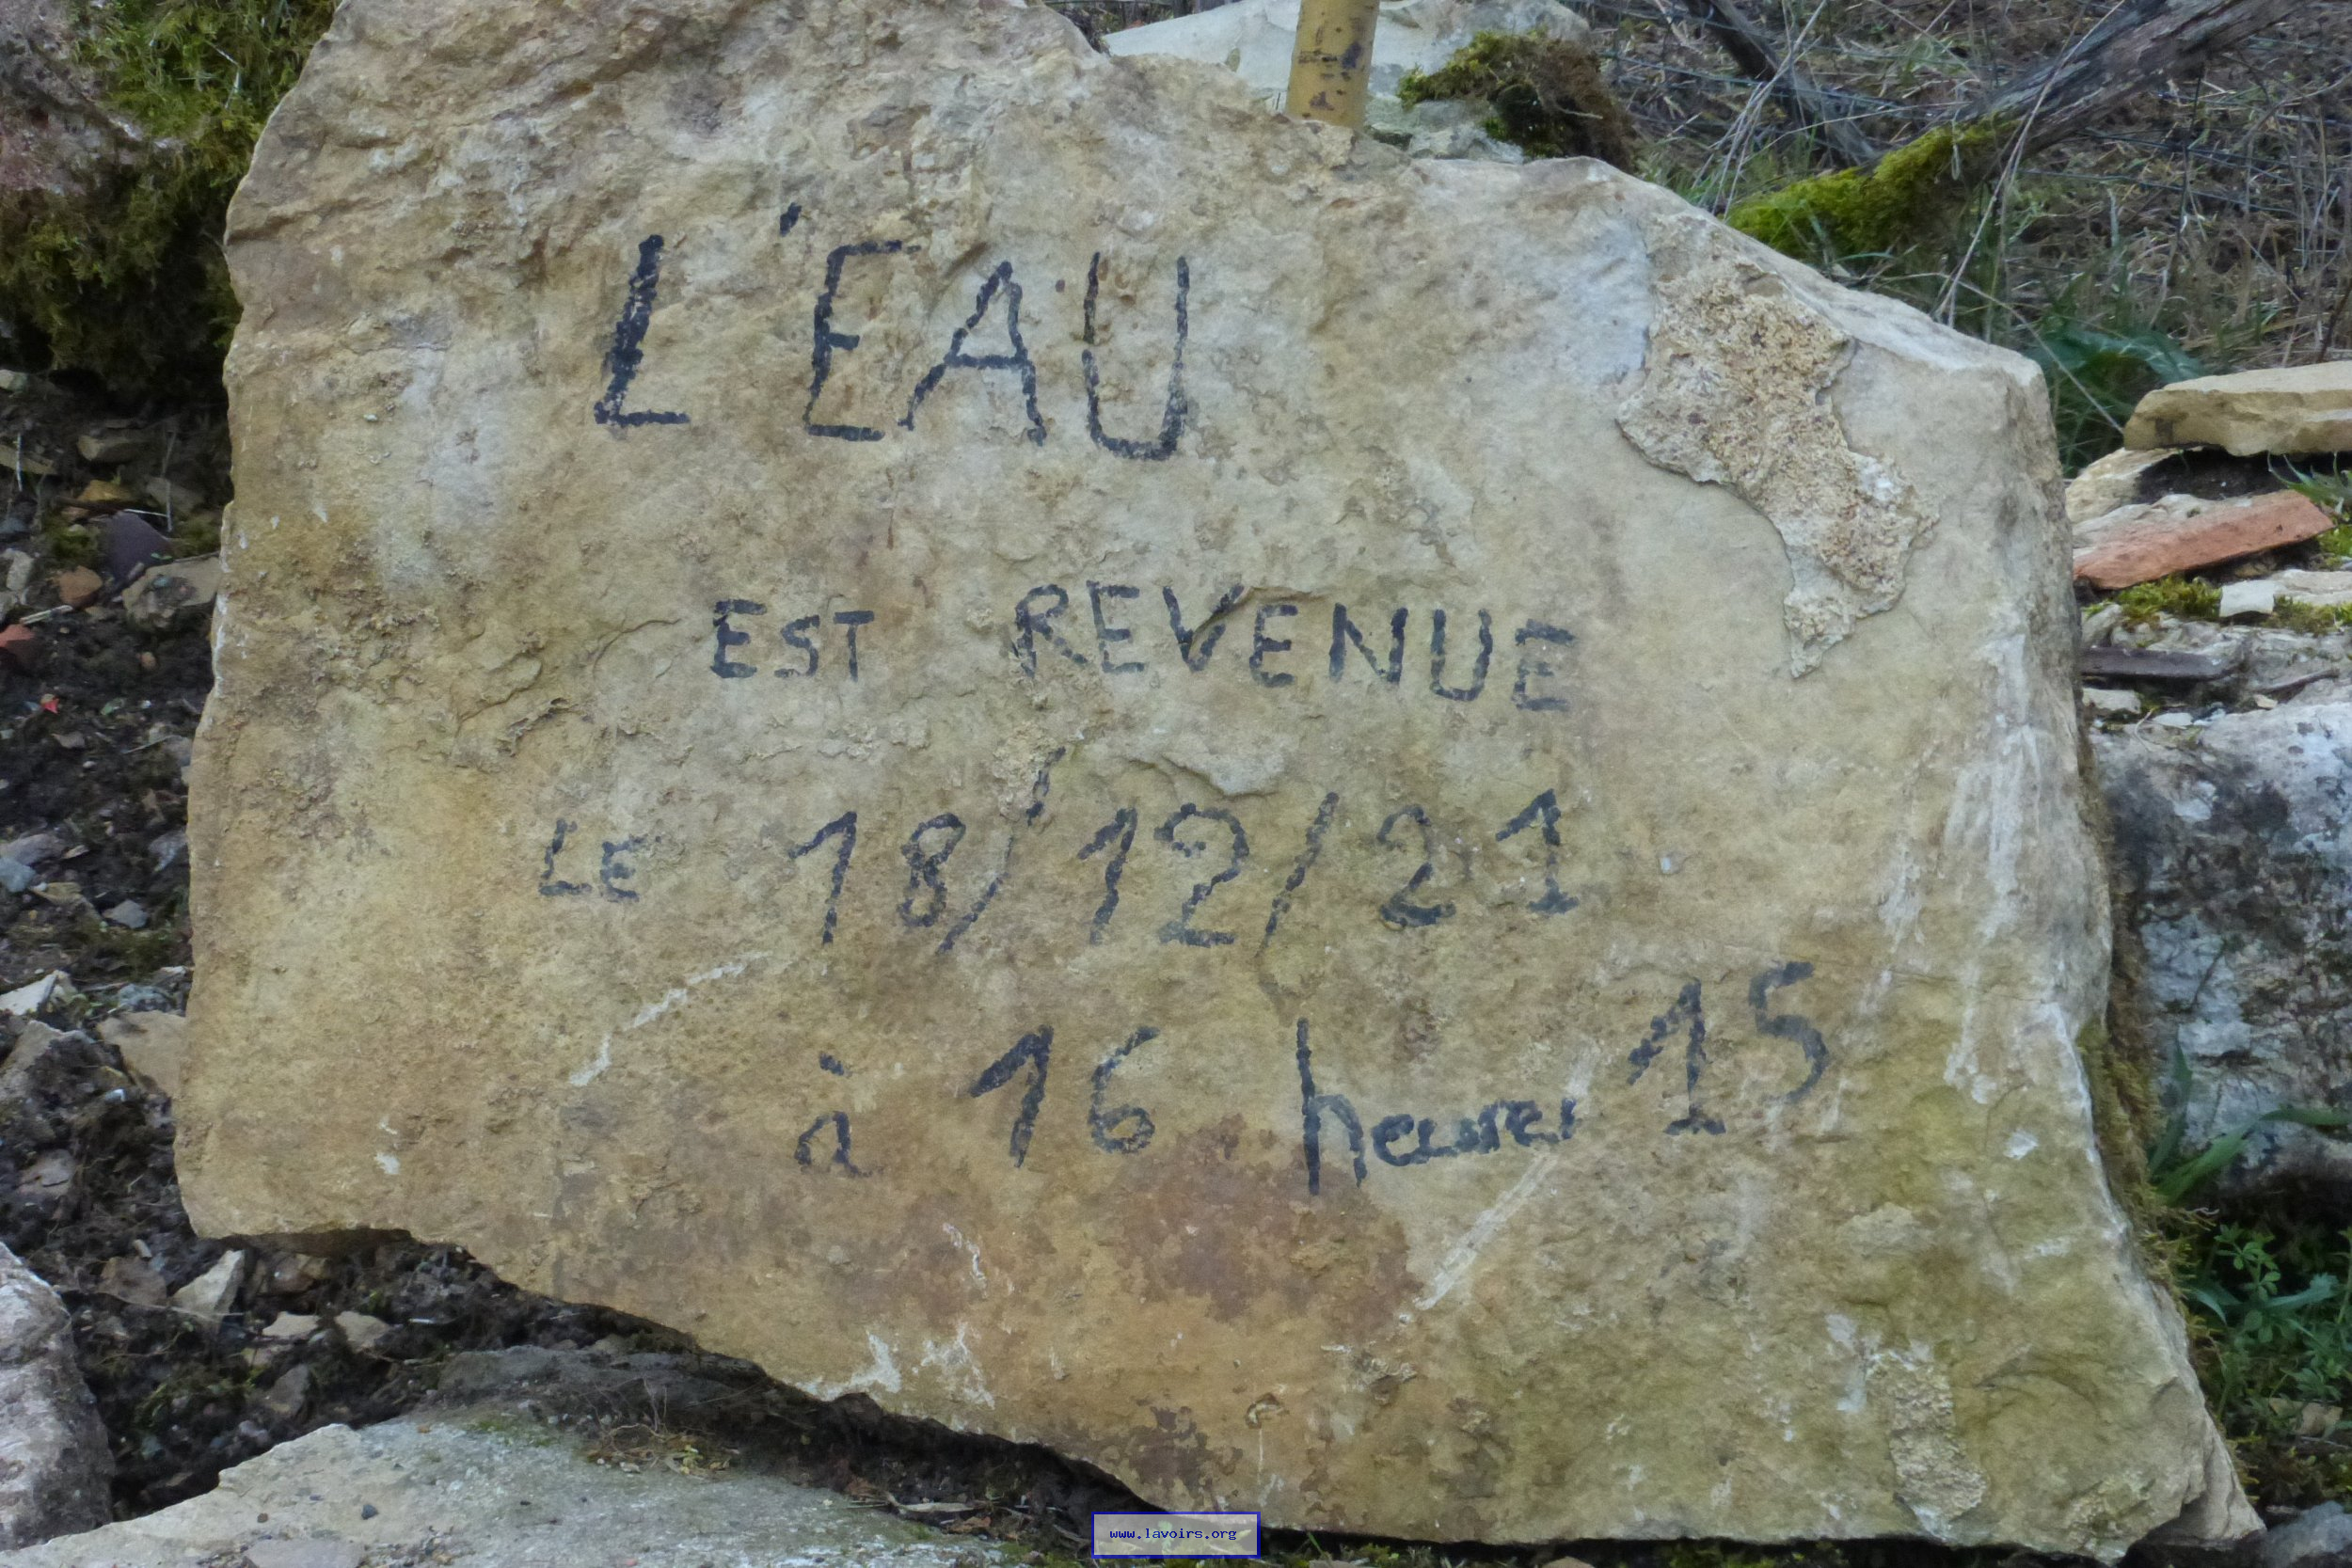 L'EAU
EST REVENUE
LE 18/12/21
à 16 heures 15
www.lavoirs.org